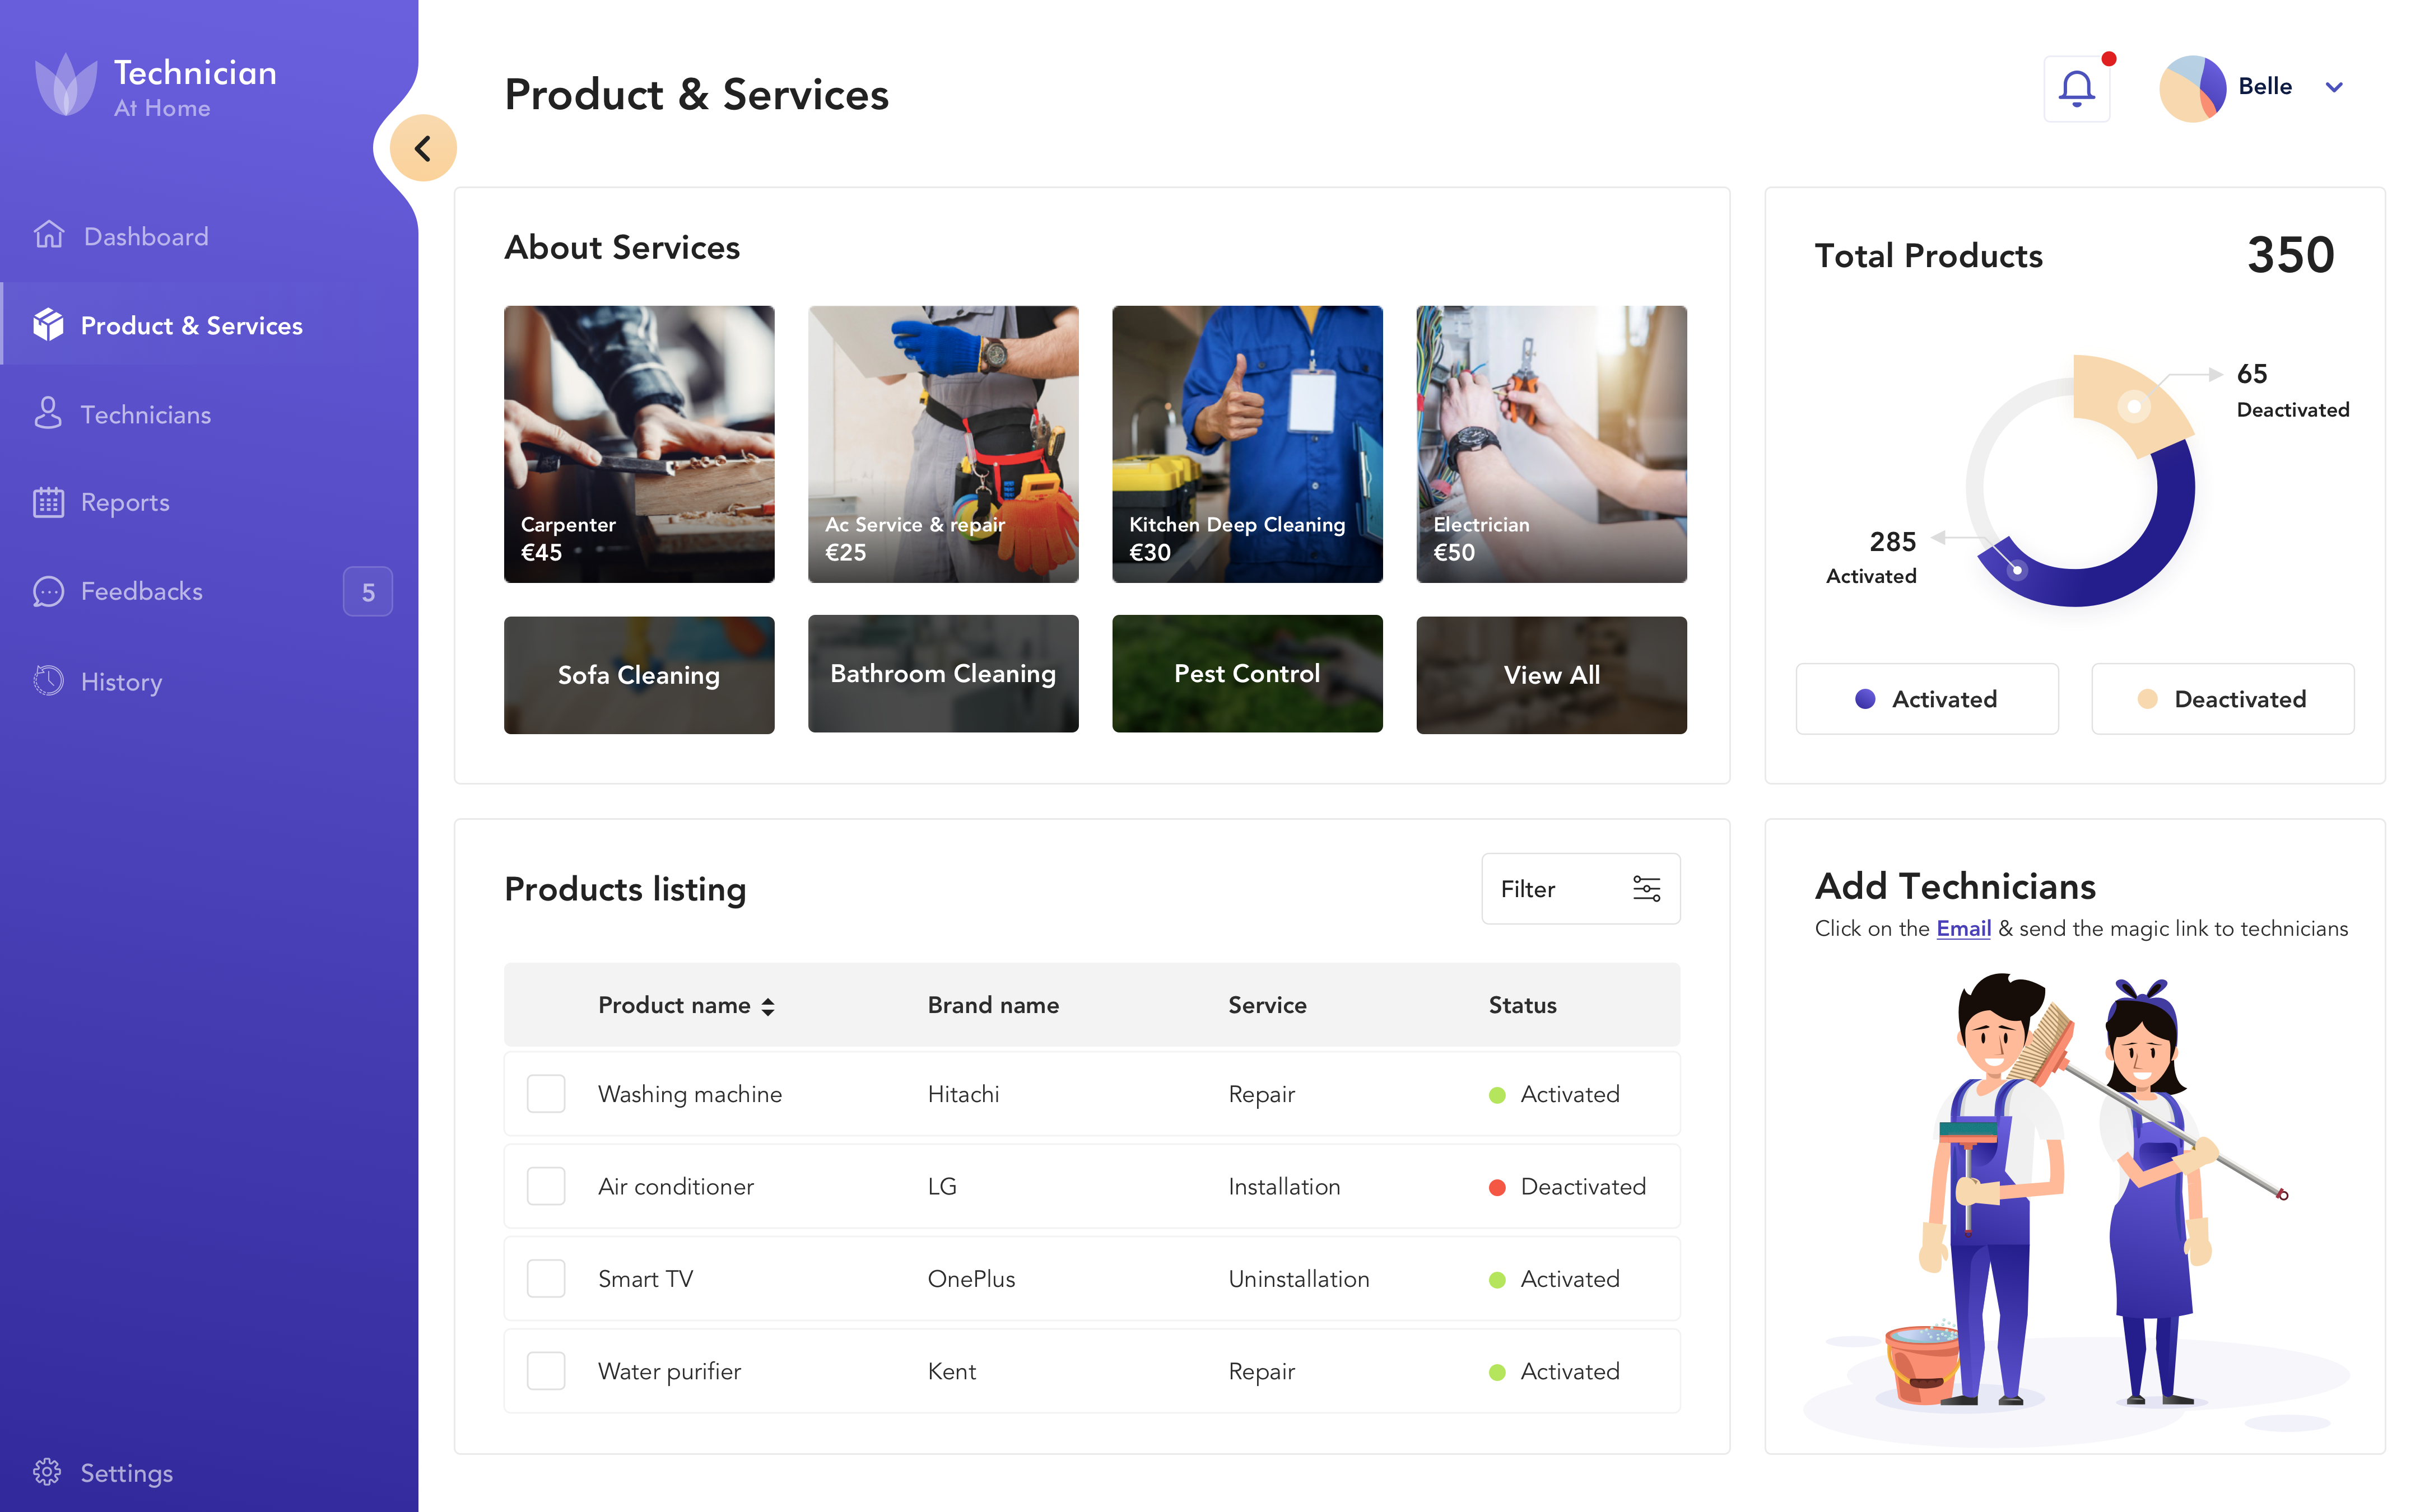 Technician
At Home
Dashboard
Product & Services
Technicians
Reports
Feedbacks
5
History
Settings
Product & Services
Belle
About Services
Carpenter
€45
Ac Service & repair
€25
Kitchen Deep Cleaning
€30
Electrician
€50
Sofa Cleaning
Bathroom Cleaning
Pest Control
View All
Total Products
350
65
Deactivated
285
Activated
Activated
Deactivated
Products listing
Filter
Product name
Brand name
Service
Status
Washing machine
Hitachi
Repair
Activated
Air conditioner
LG
Installation
Deactivated
Smart TV
OnePlus
Uninstallation
Activated
Water purifier
Kent
Repair
Activated
Add Technicians
Click on the Email & send the magic link to technicians